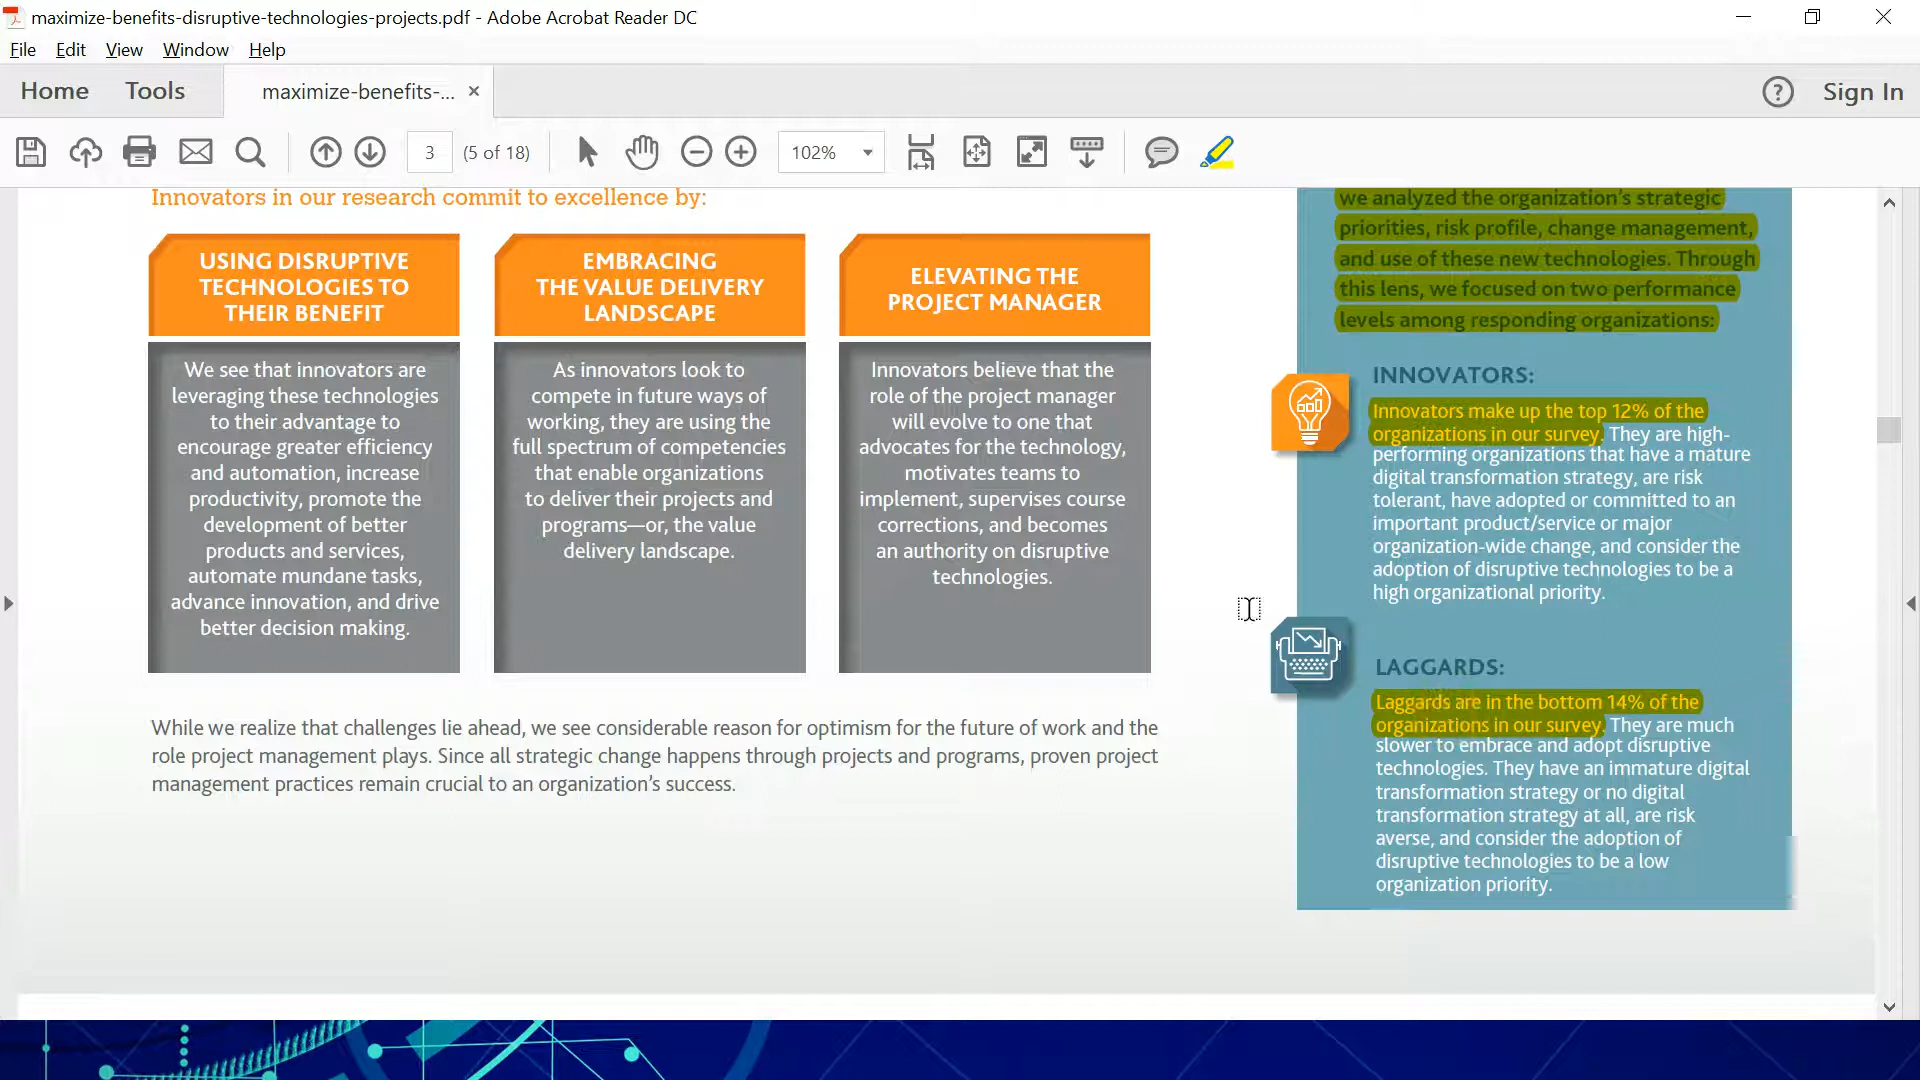 maximize-benefits-disruptive-technologies-projects.pdf - Adobe Acrobat Reader DC
File Edit View Window Help
Home Tools maximize-benefits-... × ? Sign In
3 (5 of 18) 102%
Innovators in our research commit to excellence by:
USING DISRUPTIVE
TECHNOLOGIES TO
THEIR BENEFIT
We see that innovators are
leveraging these technologies
to their advantage to
encourage greater efficiency
and automation, increase
productivity, promote the
development of better
products and services,
automate mundane tasks,
advance innovation, and drive
better decision making.
EMBRACING
THE VALUE DELIVERY
LANDSCAPE
As innovators look to
compete in future ways of
working, they are using the
full spectrum of competencies
that enable organizations
to deliver their projects and
programs—or, the value
delivery landscape.
ELEVATING THE
PROJECT MANAGER
Innovators believe that the
role of the project manager
will evolve to one that
advocates for the technology,
motivates teams to
implement, supervises course
corrections, and becomes
an authority on disruptive
technologies.
While we realize that challenges lie ahead, we see considerable reason for optimism for the future of work and the
role project management plays. Since all strategic change happens through projects and programs, proven project
management practices remain crucial to an organization's success.
we analyzed the organization's strategic
priorities, risk profile, change management,
and use of these new technologies. Through
this lens, we focused on two performance
levels among responding organizations:
INNOVATORS:
Innovators make up the top 12% of the
organizations in our survey. They are high-
performing organizations that have a mature
digital transformation strategy, are risk
tolerant, have adopted or committed to an
important product/service or major
organization-wide change, and consider the
adoption of disruptive technologies to be a
high organizational priority.
LAGGARDS:
Laggards are in the bottom 14% of the
organizations in our survey. They are much
slower to embrace and adopt disruptive
technologies. They have an immature digital
transformation strategy or no digital
transformation strategy at all, are risk
averse, and consider the adoption of
disruptive technologies to be a low
organization priority.